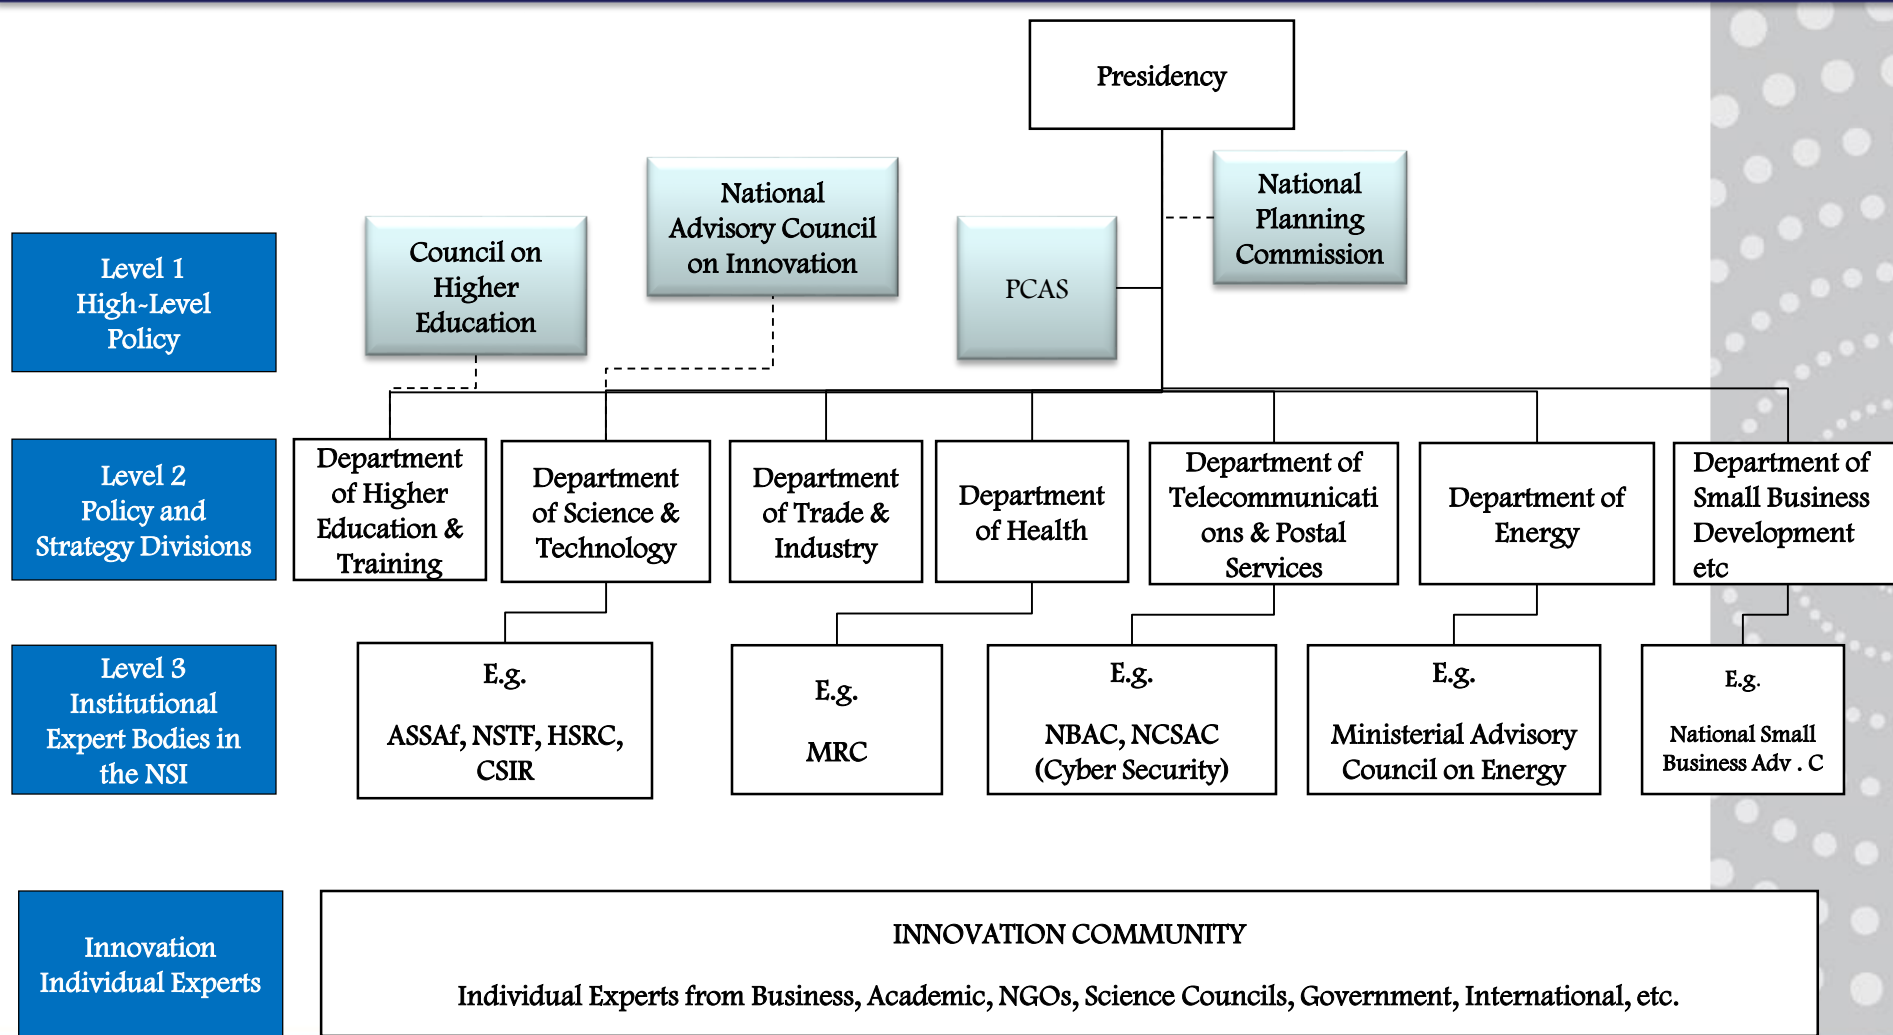 Presidency
National
Planning
Commission
National
Advisory Council
on Innovation
Council on
Higher
Education
PCAS
Level 1
High-Level
Policy
Level 2
Policy and
Strategy Divisions
Department
of Higher
Education &
Training
Department
of Science &
Technology
Department
of Trade &
Industry
Department
of Health
Department of
Telecommunicati
ons & Postal
Services
Department of
Energy
Department of
Small Business
Development
etc
Level 3
Institutional
Expert Bodies in
the NSI
E.g.
ASSAf, NSTF, HSRC,
CSIR
E.g.
MRC
E.g.
NBAC, NCSAC
(Cyber Security)
E.g.
Ministerial Advisory
Council on Energy
E.g.
National Small
Business Adv . C
Innovation
Individual Experts
INNOVATION COMMUNITY
Individual Experts from Business, Academic, NGOs, Science Councils, Government, International, etc.